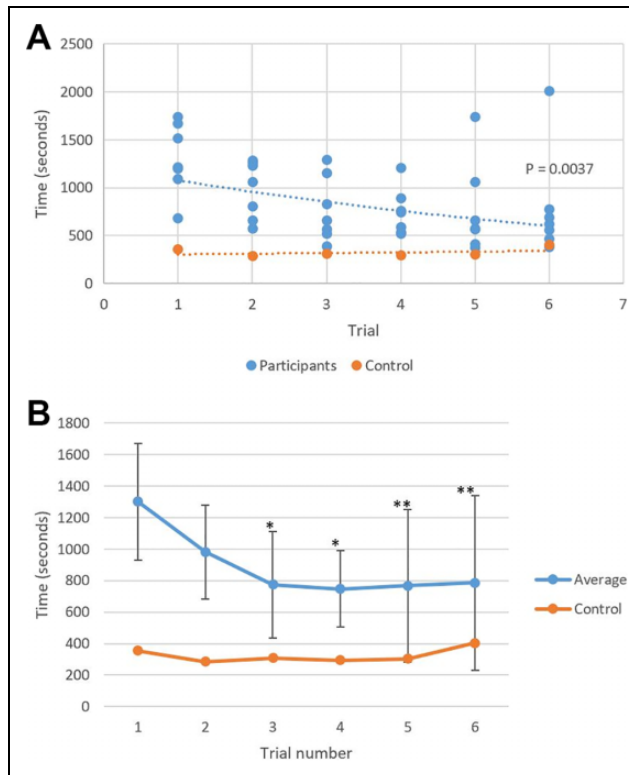 A
2500
2000
1500
P = 0.0037
1000
500
0
Time (seconds)
0 1 2 3 4 5 6 7
Trial
Participants Control
B
1800
1600
1400
1200
1000
800
600
400
200
0
Time (seconds)
* * ** **
Average
Control
1 2 3 4 5 6
Trial number